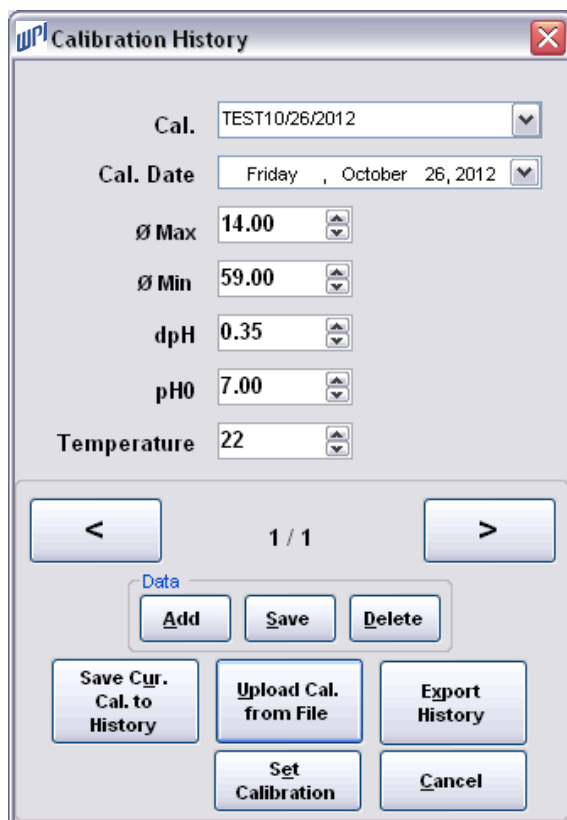 WPI Calibration History
Cal. TEST10/26/2012
Cal. Date Friday , October 26, 2012
Ø Max 14.00
Ø Min 59.00
dpH 0.35
pH0 7.00
Temperature 22
< 1 / 1 >
Data
Add Save Delete
Save Cur.
Cal. to
History
Upload Cal.
from File
Export
History
Set
Calibration
Cancel